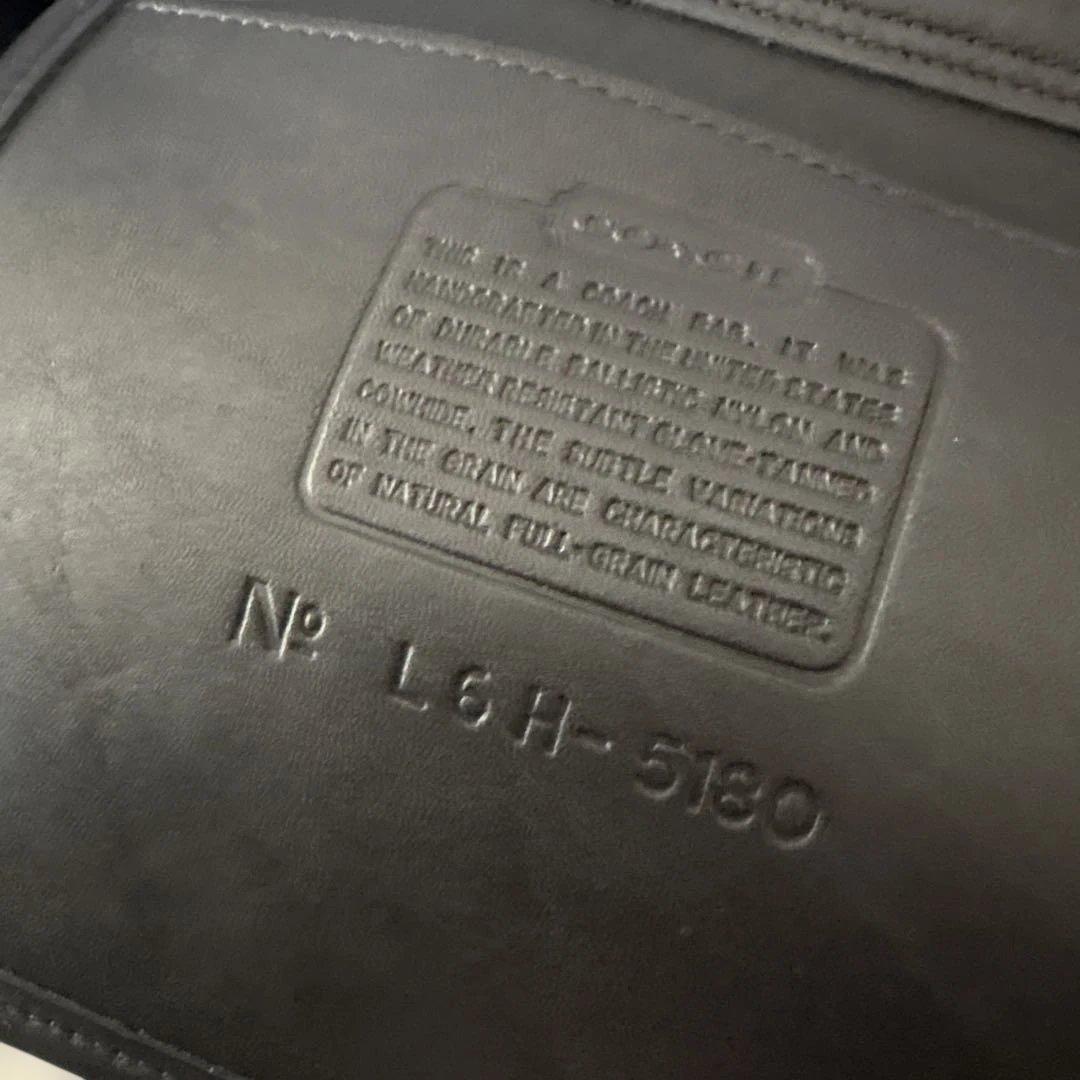 COACH
THIS IS A COACH BAG. IT WAS
HANDCRAFTED IN THE UNITED STATES
OF DURABLE BALLISTIC NYLON AND
WEATHER RESISTANT GLOVE-TANNED
COWHIDE. THE SUBTLE VARIATIONS
IN THE GRAIN ARE CHARACTERISTIC
OF NATURAL FULL-GRAIN LEATHER.
Nº L6H-5180